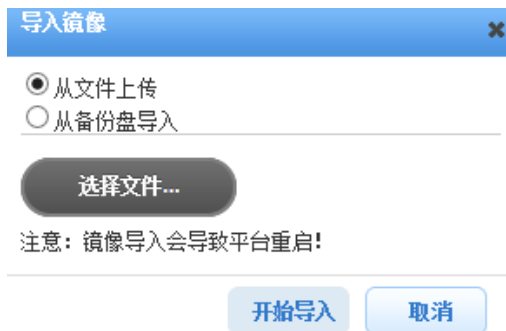 导入镜像
从文件上传
从备份盘导入
选择文件...
注意：镜像导入会导致平台重启!
开始导入 取消